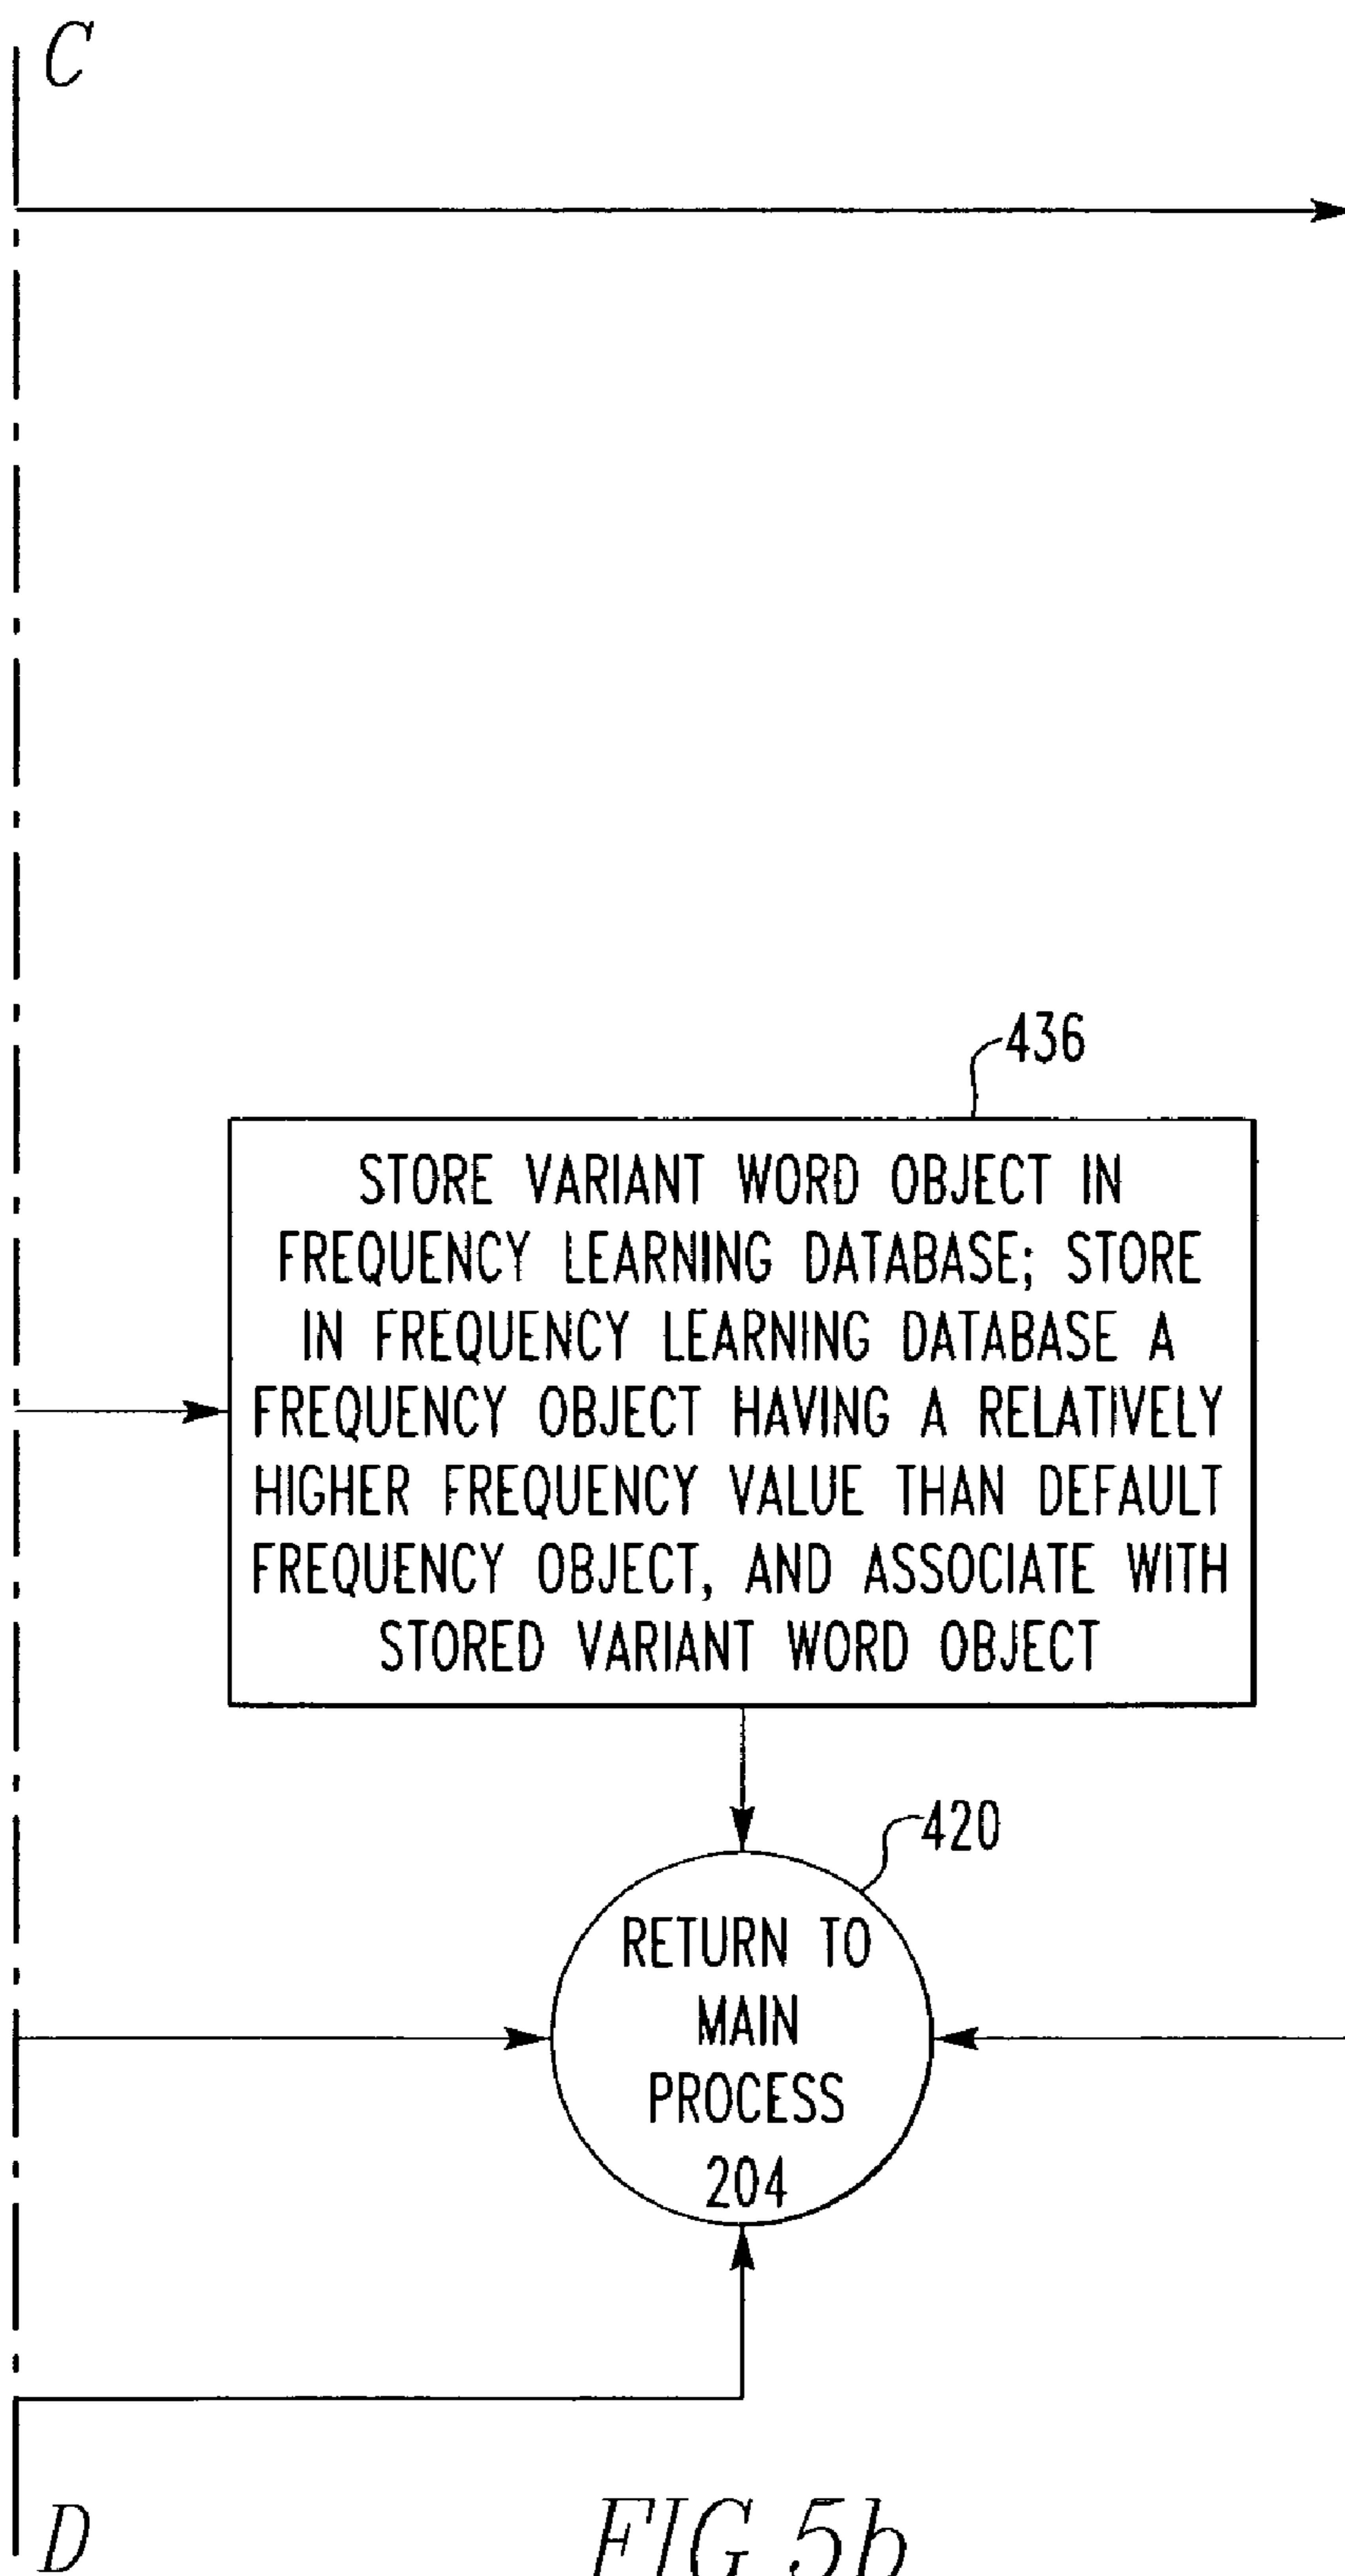 C
436
STORE VARIANT WORD OBJECT IN
FREQUENCY LEARNING DATABASE; STORE
IN FREQUENCY LEARNING DATABASE A
FREQUENCY OBJECT HAVING A RELATIVELY
HIGHER FREQUENCY VALUE THAN DEFAULT
FREQUENCY OBJECT, AND ASSOCIATE WITH
STORED VARIANT WORD OBJECT
420
RETURN TO
MAIN
PROCESS
204
D
FIG 5b